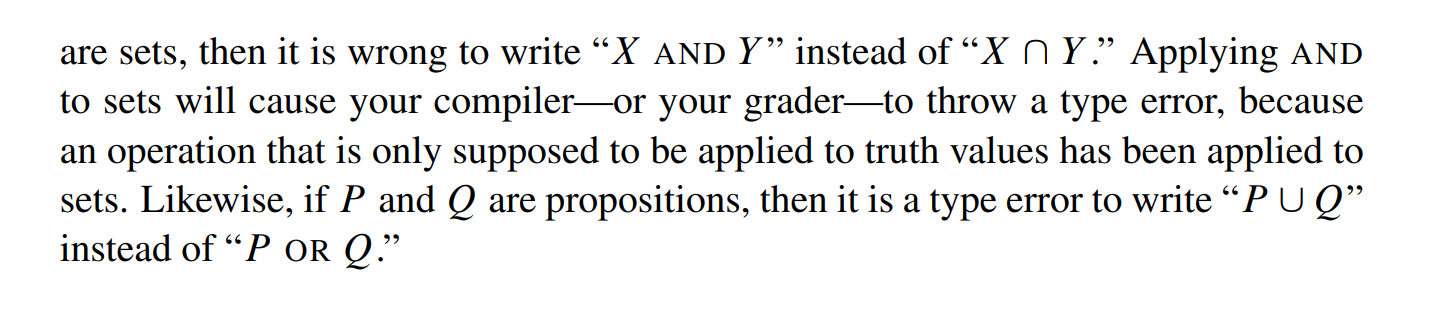 are sets, then it is wrong to write “X AND Y” instead of “X ∩ Y.” Applying AND
to sets will cause your compiler—or your grader—to throw a type error, because
an operation that is only supposed to be applied to truth values has been applied to
sets. Likewise, if P and Q are propositions, then it is a type error to write “P ∪ Q”
instead of “P OR Q.”